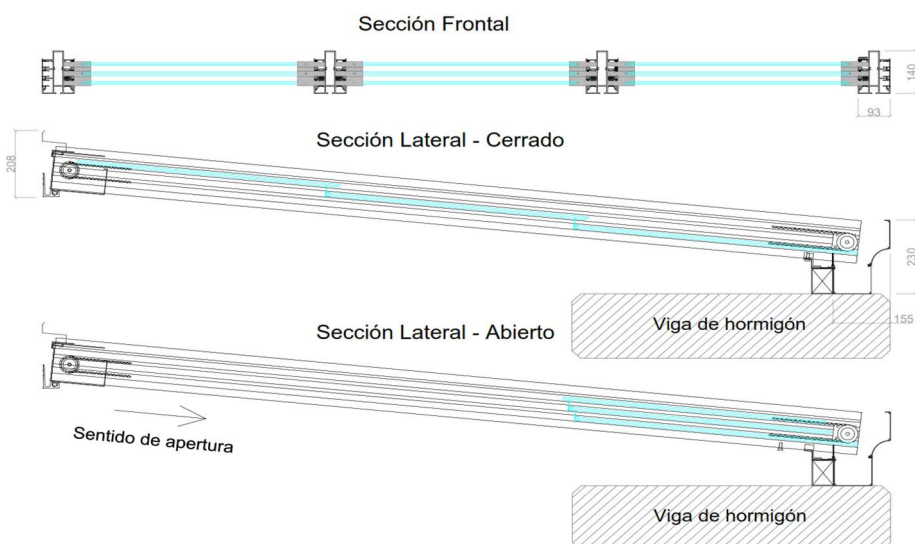 Sección Frontal
140
93
Sección Lateral - Cerrado
208
230
155
Viga de hormigón
Sección Lateral - Abierto
Sentido de apertura
Viga de hormigón